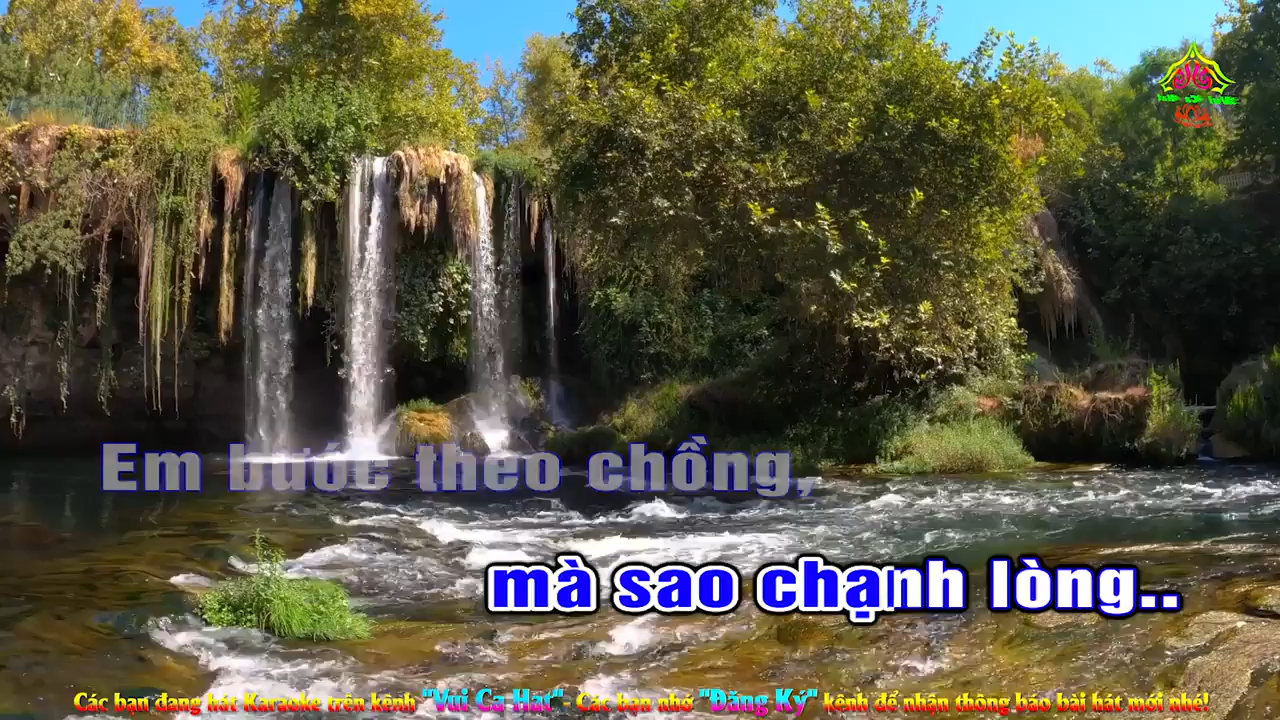 Em bước theo chồng,
mà sao chạnh lòng..
Các bạn đang hát Karaoke trên kênh "Vui Ca Hát" - Các bạn nhớ "Đăng Ký" kênh để nhận thông báo bài hát mới nhé!